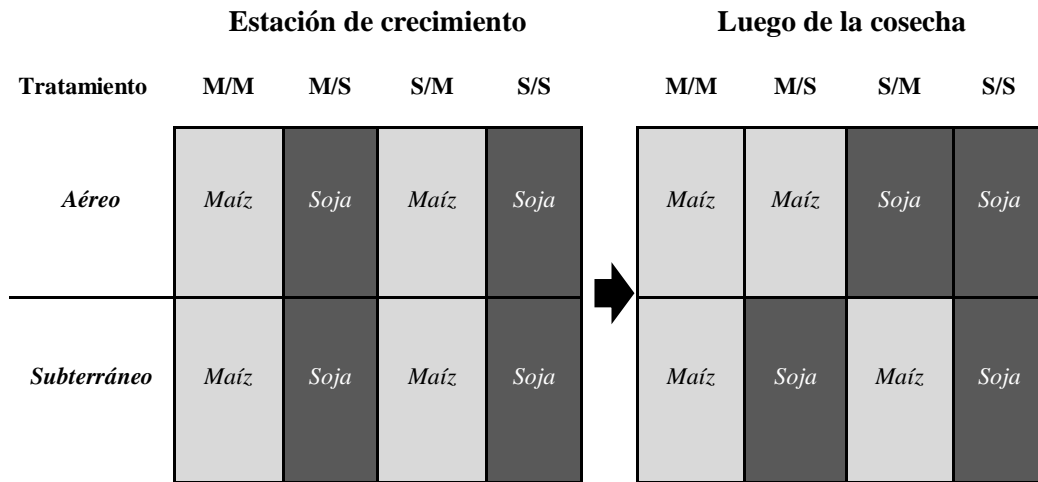 Estación de crecimiento Luego de la cosecha
Tratamiento M/M M/S S/M S/S M/M M/S S/M S/S
Aéreo Maíz Soja Maíz Soja Maíz Maíz Soja Soja
Subterráneo Maíz Soja Maíz Soja Maíz Soja Maíz Soja